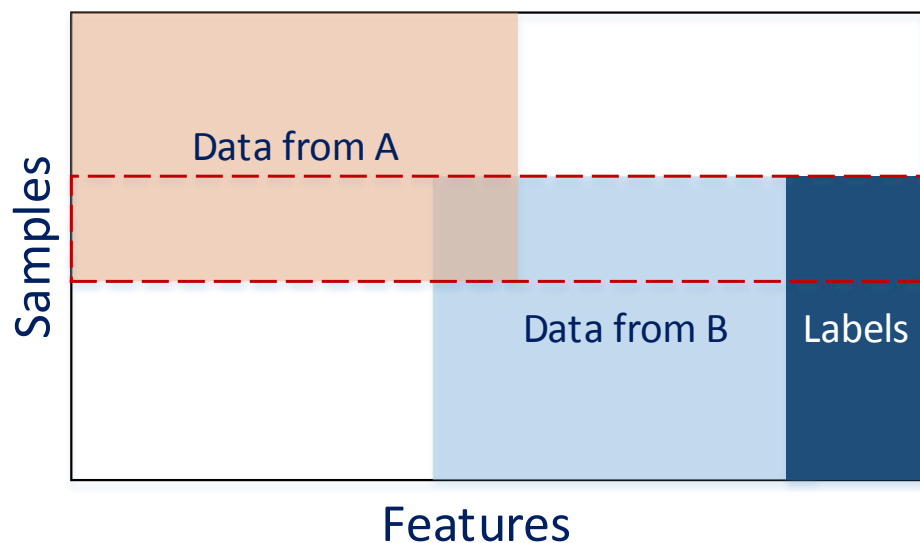 Data from A
Samples
Data from B
Labels
Features